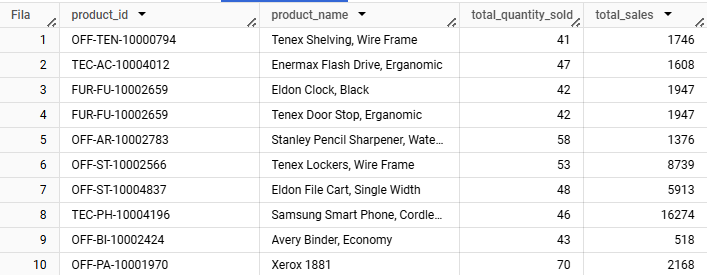 Fila product_id product_name total_quantity_sold total_sales
1 OFF-TEN-10000794 Tenex Shelving, Wire Frame 41 1746
2 TEC-AC-10004012 Enermax Flash Drive, Erganomic 47 1608
3 FUR-FU-10002659 Eldon Clock, Black 42 1947
4 FUR-FU-10002659 Tenex Door Stop, Erganomic 42 1947
5 OFF-AR-10002783 Stanley Pencil Sharpener, Wate... 58 1376
6 OFF-ST-10002566 Tenex Lockers, Wire Frame 53 8739
7 OFF-ST-10004837 Eldon File Cart, Single Width 48 5913
8 TEC-PH-10004196 Samsung Smart Phone, Cordle... 46 16274
9 OFF-BI-10002424 Avery Binder, Economy 43 518
10 OFF-PA-10001970 Xerox 1881 70 2168